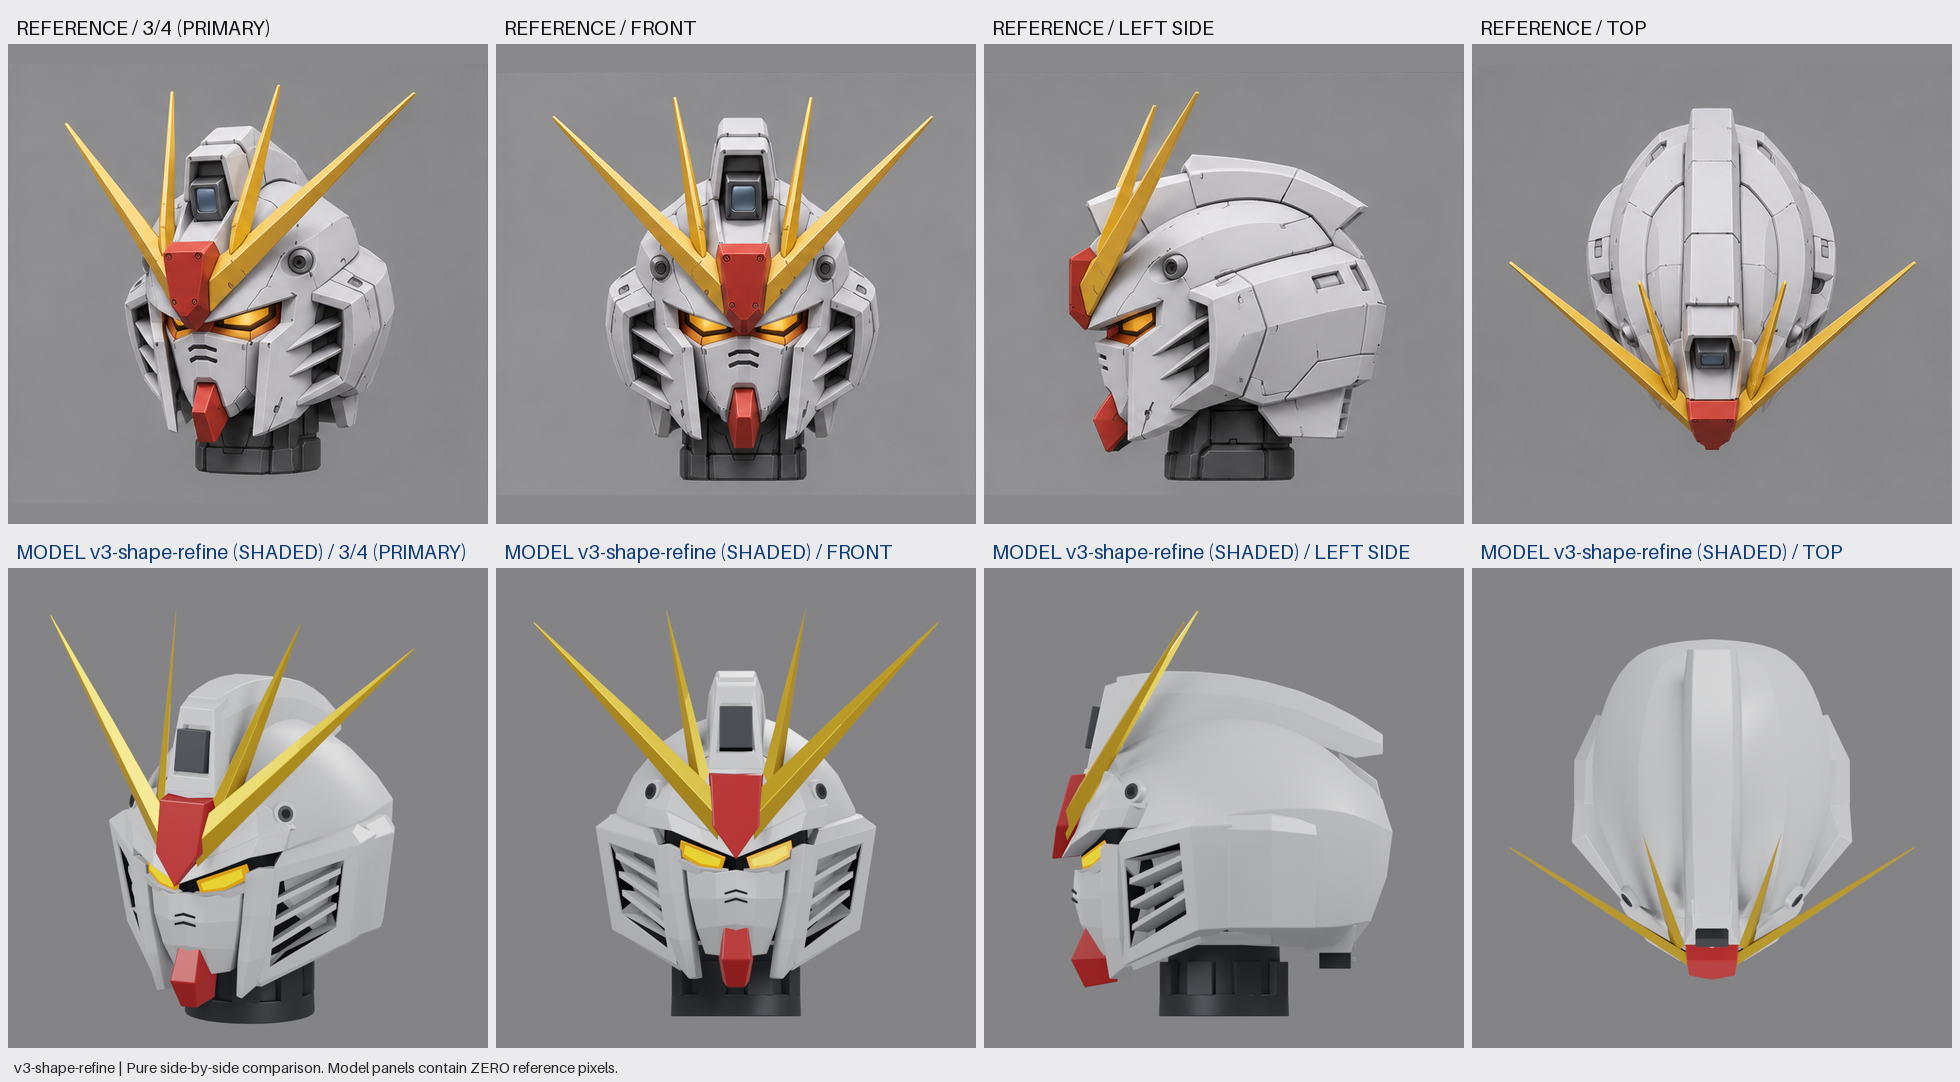 REFERENCE / 3/4 (PRIMARY)
REFERENCE / FRONT
REFERENCE / LEFT SIDE
REFERENCE / TOP
MODEL v3-shape-refine (SHADED) / 3/4 (PRIMARY)
MODEL v3-shape-refine (SHADED) / FRONT
MODEL v3-shape-refine (SHADED) / LEFT SIDE
MODEL v3-shape-refine (SHADED) / TOP
v3-shape-refine | Pure side-by-side comparison. Model panels contain ZERO reference pixels.